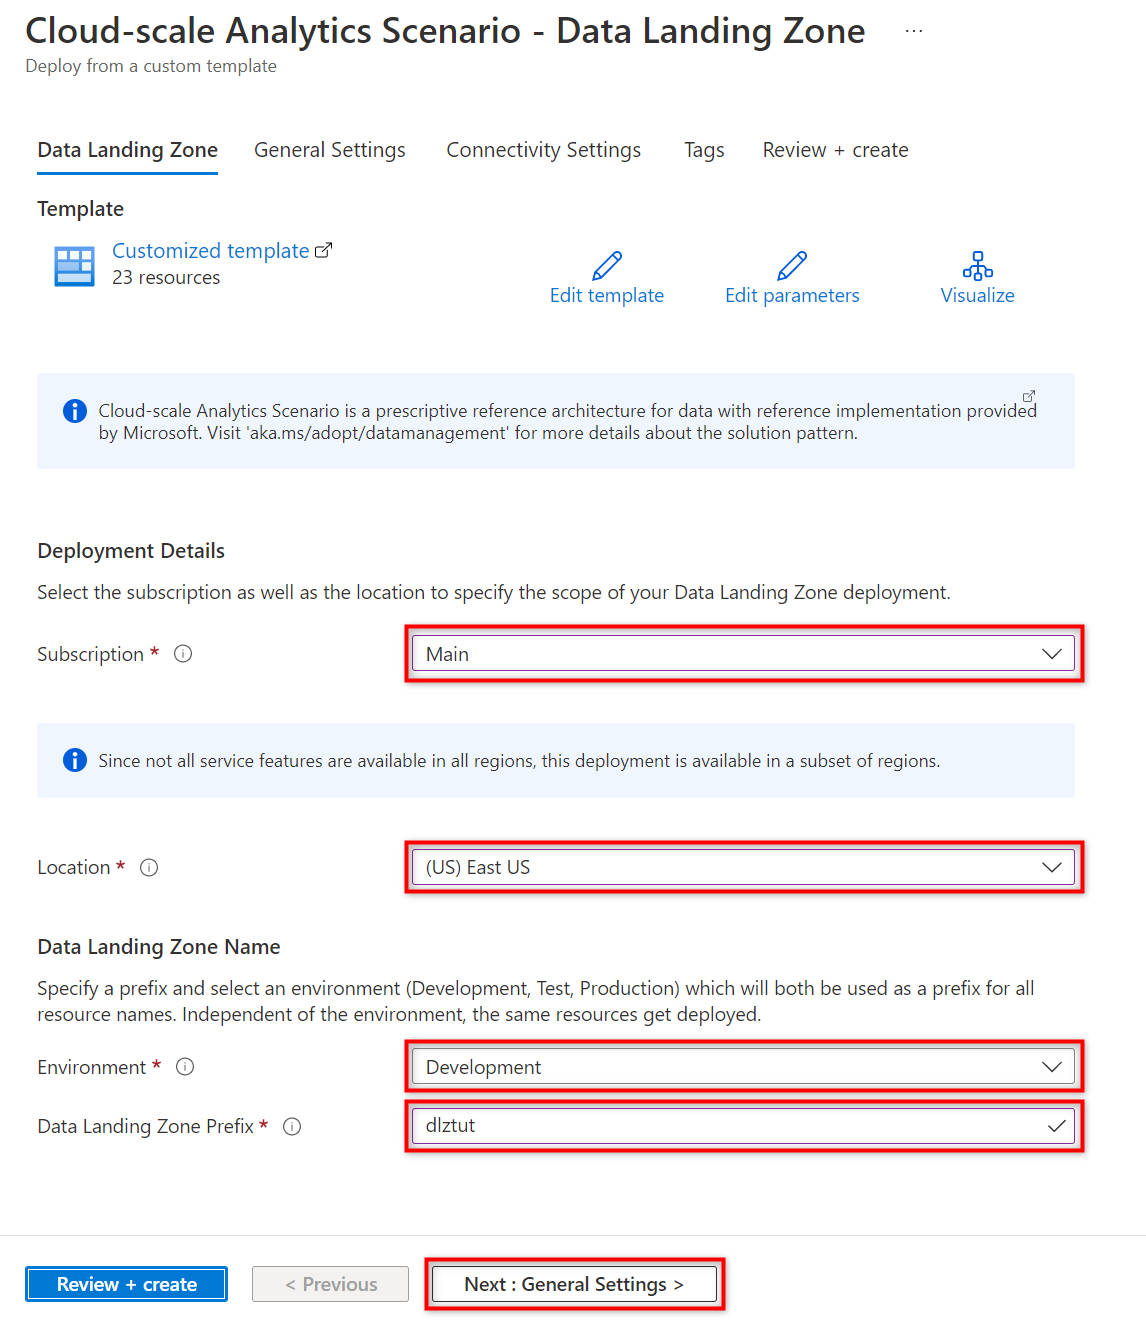 Cloud-scale Analytics Scenario - Data Landing Zone ...
Deploy from a custom template
Data Landing Zone General Settings Connectivity Settings Tags Review + create
Template
Customized template
23 resources
Edit template Edit parameters Visualize
Cloud-scale Analytics Scenario is a prescriptive reference architecture for data with reference implementation provided
by Microsoft. Visit 'aka.ms/adopt/datamanagement' for more details about the solution pattern.
Deployment Details
Select the subscription as well as the location to specify the scope of your Data Landing Zone deployment.
Subscription * Main
Since not all service features are available in all regions, this deployment is available in a subset of regions.
Location * (US) East US
Data Landing Zone Name
Specify a prefix and select an environment (Development, Test, Production) which will both be used as a prefix for all
resource names. Independent of the environment, the same resources get deployed.
Environment * Development
Data Landing Zone Prefix * dlztut
Review + create < Previous Next : General Settings >